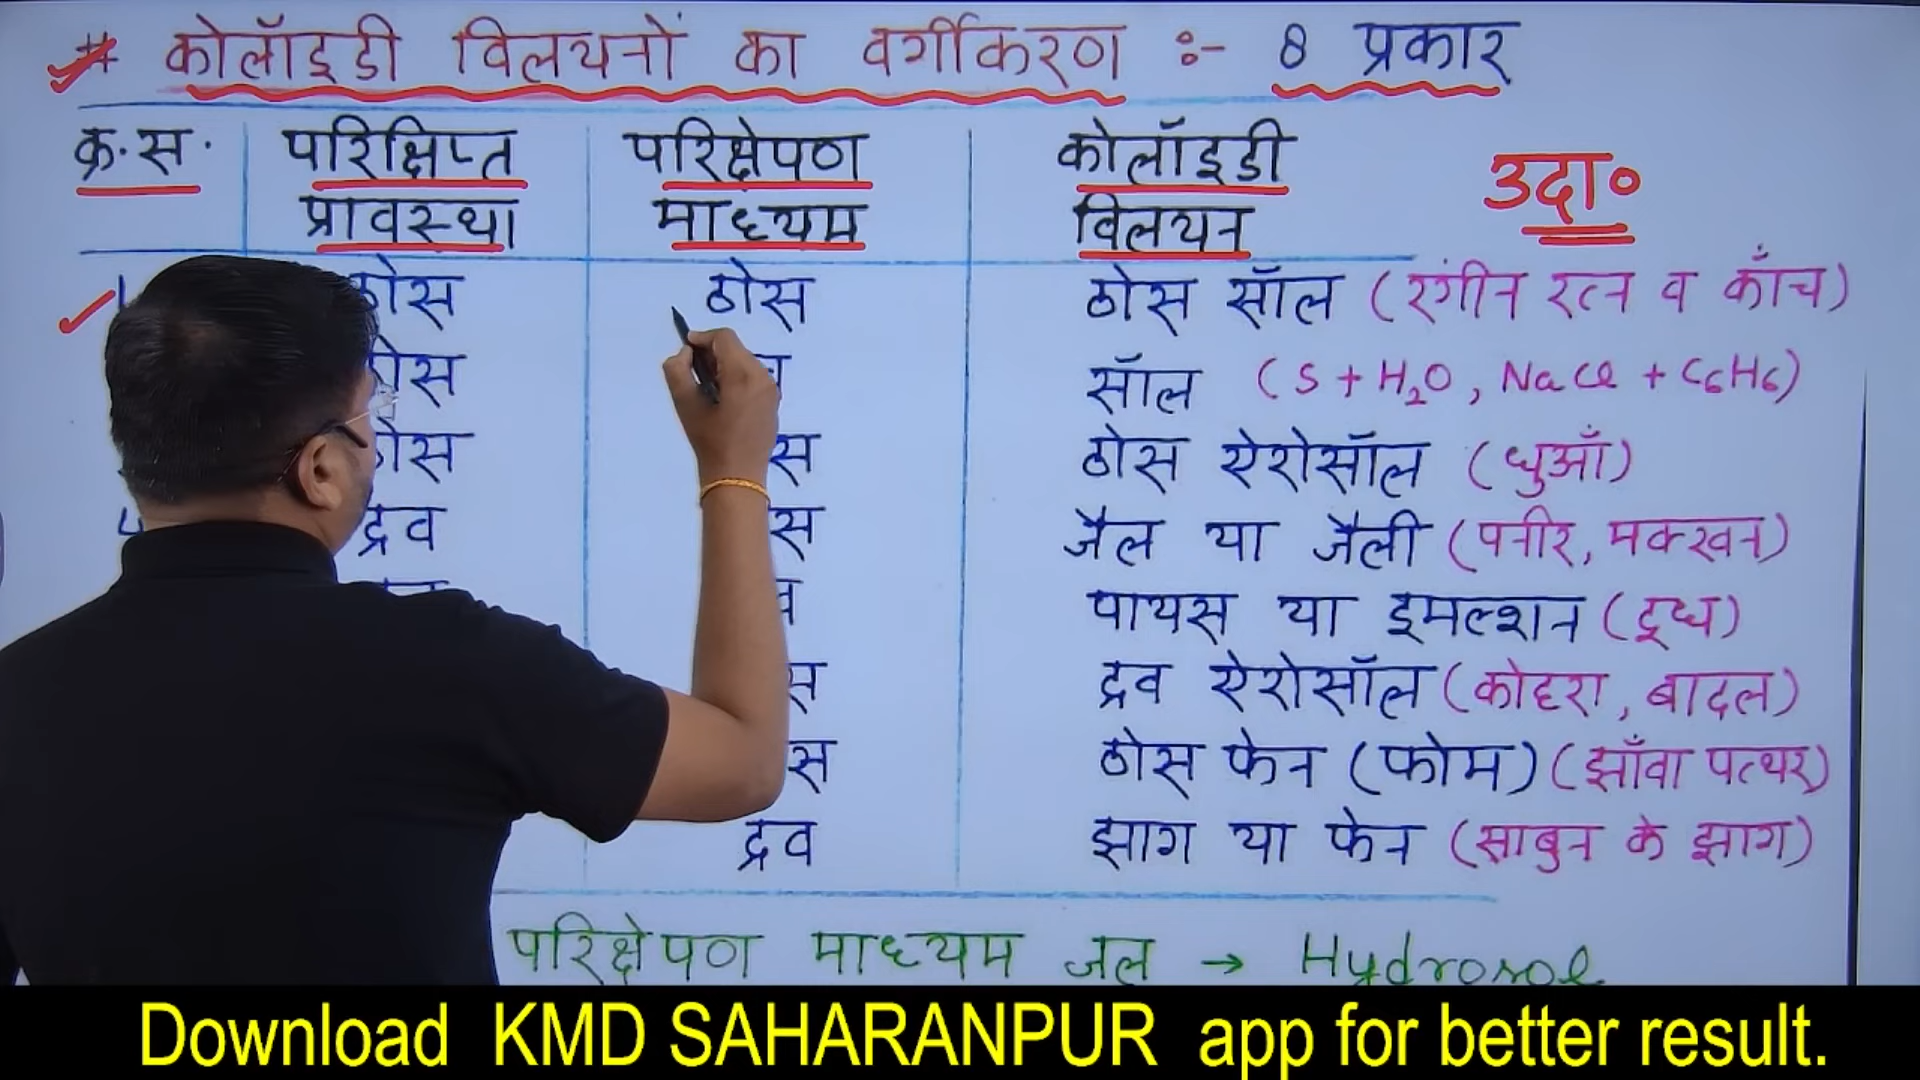 # कोलॉइडी विलयनों का वर्गीकरण :- 8 प्रकार
क्र.स. परिक्षिप्त प्रावस्था परिक्षेपण माध्यम कोलॉइडी विलयन उदा०
ठोस ठोस ठोस सॉल (रंगीन रत्न व काँच)
ठोस सॉल (S + H₂O, NaCl + C₆H₆)
ठोस ठोस ऐरोसॉल (धुआँ)
द्रव जैल या जैली (पनीर, मक्खन)
पायस या इमल्शन (दूध)
द्रव ऐरोसॉल (कोहरा, बादल)
ठोस फेन (फोम) (झाँवा पत्थर)
द्रव झाग या फेन (साबुन के झाग)
परिक्षेपण माध्यम जल → Hydrosol
Download KMD SAHARANPUR app for better result.